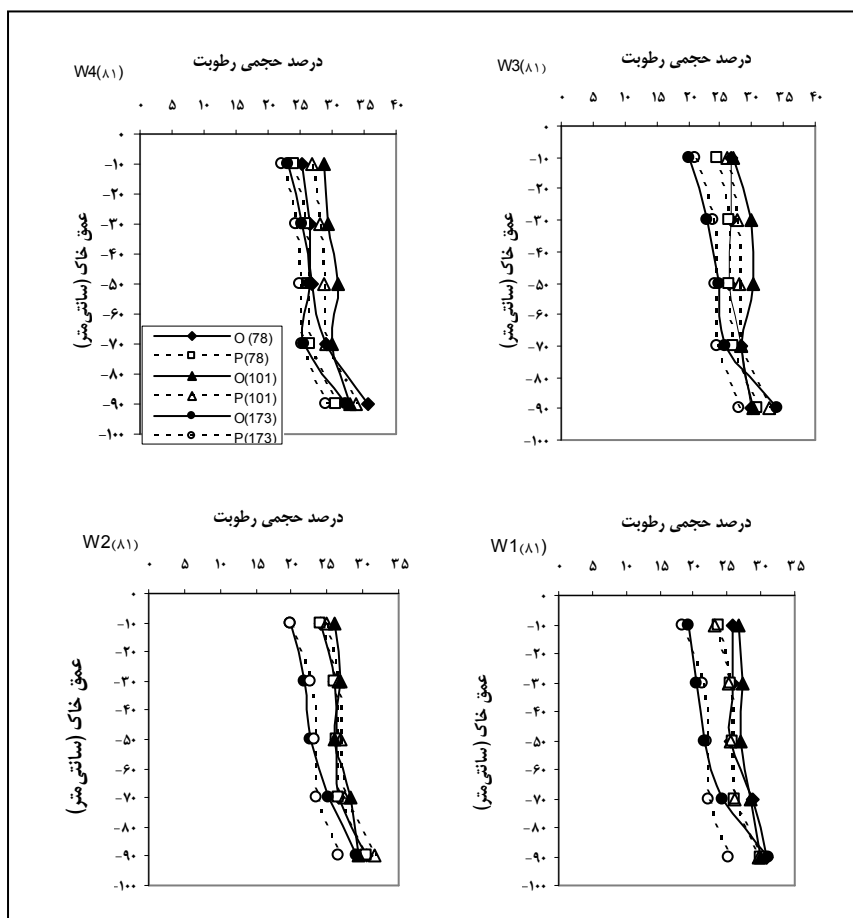 درصد حجمی رطوبت
W4(۸۱)
۰ ۵ ۱۰ ۱۵ ۲۰ ۲۵ ۳۰ ۳۵ ۴۰
۰
-۱۰
-۲۰
-۳۰
-۴۰
-۵۰
-۶۰
-۷۰
-۸۰
-۹۰
-۱۰۰
عمق خاک (سانتی‌متر)
O (78)
P(78)
O(101)
P(101)
O(173)
P(173)
درصد حجمی رطوبت
W3(۸۱)
۰ ۵ ۱۰ ۱۵ ۲۰ ۲۵ ۳۰ ۳۵ ۴۰
۰
-۱۰
-۲۰
-۳۰
-۴۰
-۵۰
-۶۰
-۷۰
-۸۰
-۹۰
-۱۰۰
عمق خاک (سانتی‌متر)
درصد حجمی رطوبت
W2(۸۱)
۰ ۵ ۱۰ ۱۵ ۲۰ ۲۵ ۳۰ ۳۵
۰
-۱۰
-۲۰
-۳۰
-۴۰
-۵۰
-۶۰
-۷۰
-۸۰
-۹۰
-۱۰۰
عمق خاک (سانتی‌متر)
درصد حجمی رطوبت
W1(۸۱)
۰ ۵ ۱۰ ۱۵ ۲۰ ۲۵ ۳۰ ۳۵
۰
-۱۰
-۲۰
-۳۰
-۴۰
-۵۰
-۶۰
-۷۰
-۸۰
-۹۰
-۱۰۰
عمق خاک (سانتی‌متر)